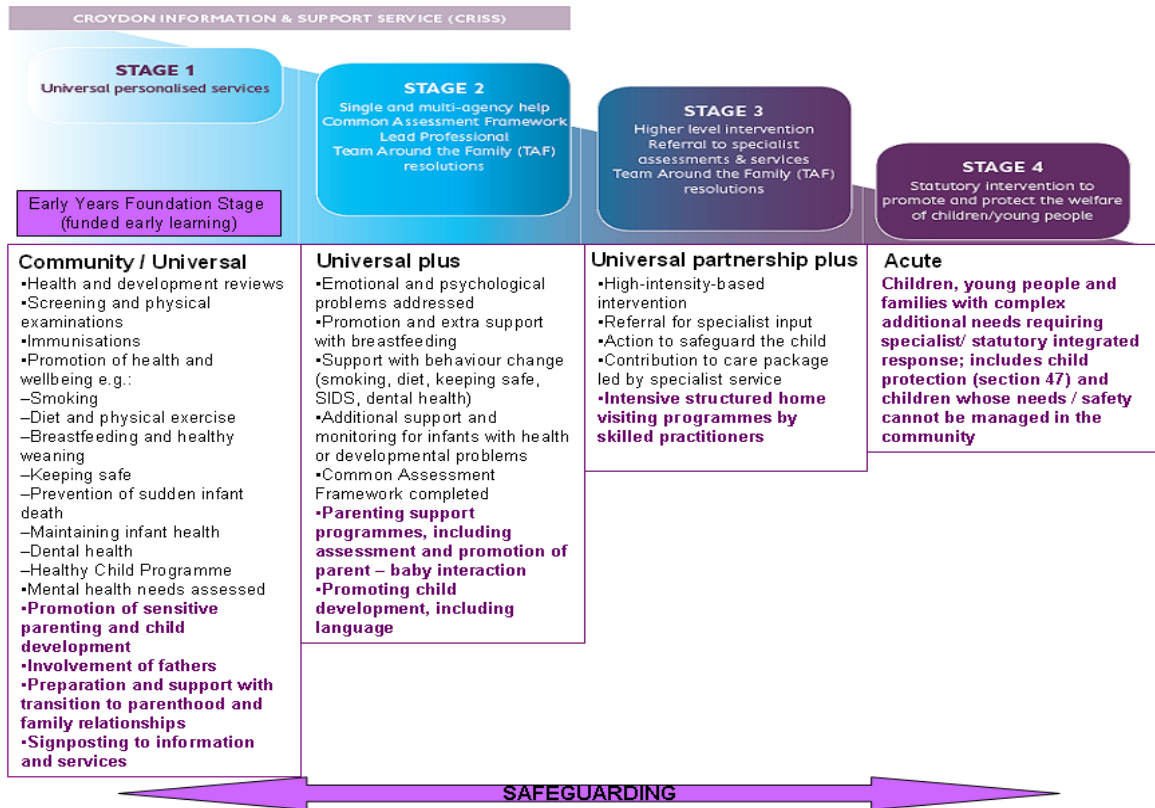 CROYDON INFORMATION & SUPPORT SERVICE (CRISS)
STAGE 1
Universal personalised services
STAGE 2
Single and multi-agency help
Common Assessment Framework
Lead Professional
Team Around the Family (TAF)
resolutions
STAGE 3
Higher level intervention
Referral to specialist
assessments & services
Team Around the Family (TAF)
resolutions
STAGE 4
Statutory intervention to
promote and protect the welfare
of children/young people
Early Years Foundation Stage
(funded early learning)
Community / Universal
▪Health and development reviews
▪Screening and physical
examinations
▪Immunisations
▪Promotion of health and
wellbeing e.g.:
–Smoking
–Diet and physical exercise
–Breastfeeding and healthy
weaning
–Keeping safe
–Prevention of sudden infant
death
–Maintaining infant health
–Dental health
–Healthy Child Programme
▪Mental health needs assessed
▪Promotion of sensitive
parenting and child
development
▪Involvement of fathers
▪Preparation and support with
transition to parenthood and
family relationships
▪Signposting to information
and services
Universal plus
▪Emotional and psychological
problems addressed
▪Promotion and extra support
with breastfeeding
▪Support with behaviour change
(smoking, diet, keeping safe,
SIDS, dental health)
▪Additional support and
monitoring for infants with health
or developmental problems
▪Common Assessment
Framework completed
▪Parenting support
programmes, including
assessment and promotion of
parent – baby interaction
▪Promoting child
development, including
language
Universal partnership plus
▪High-intensity-based
intervention
▪Referral for specialist input
▪Action to safeguard the child
▪Contribution to care package
led by specialist service
▪Intensive structured home
visiting programmes by
skilled practitioners
Acute
Children, young people and
families with complex
additional needs requiring
specialist/ statutory integrated
response; includes child
protection (section 47) and
children whose needs / safety
cannot be managed in the
community
SAFEGUARDING